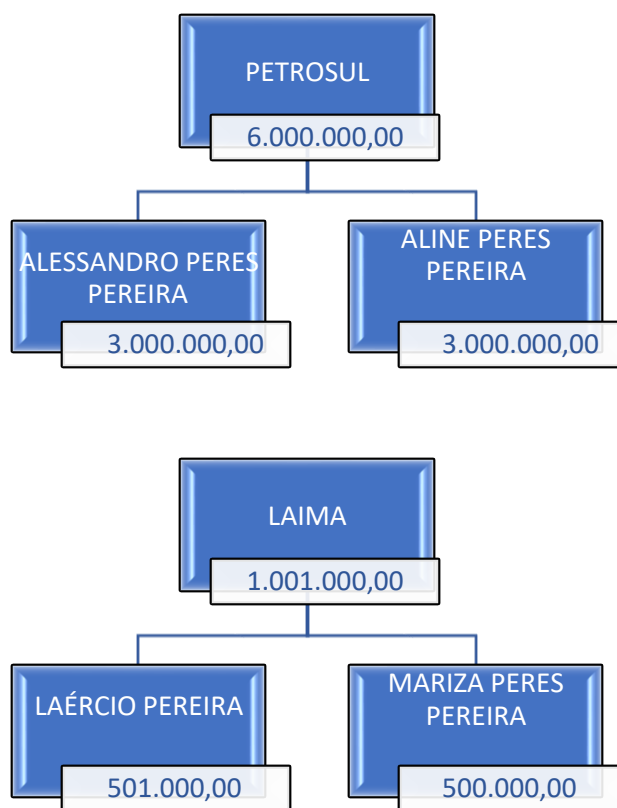 PETROSUL
6.000.000,00
ALESSANDRO PERES
PEREIRA
3.000.000,00
ALINE PERES
PEREIRA
3.000.000,00
LAIMA
1.001.000,00
LAÉRCIO PEREIRA
501.000,00
MARIZA PERES
PEREIRA
500.000,00